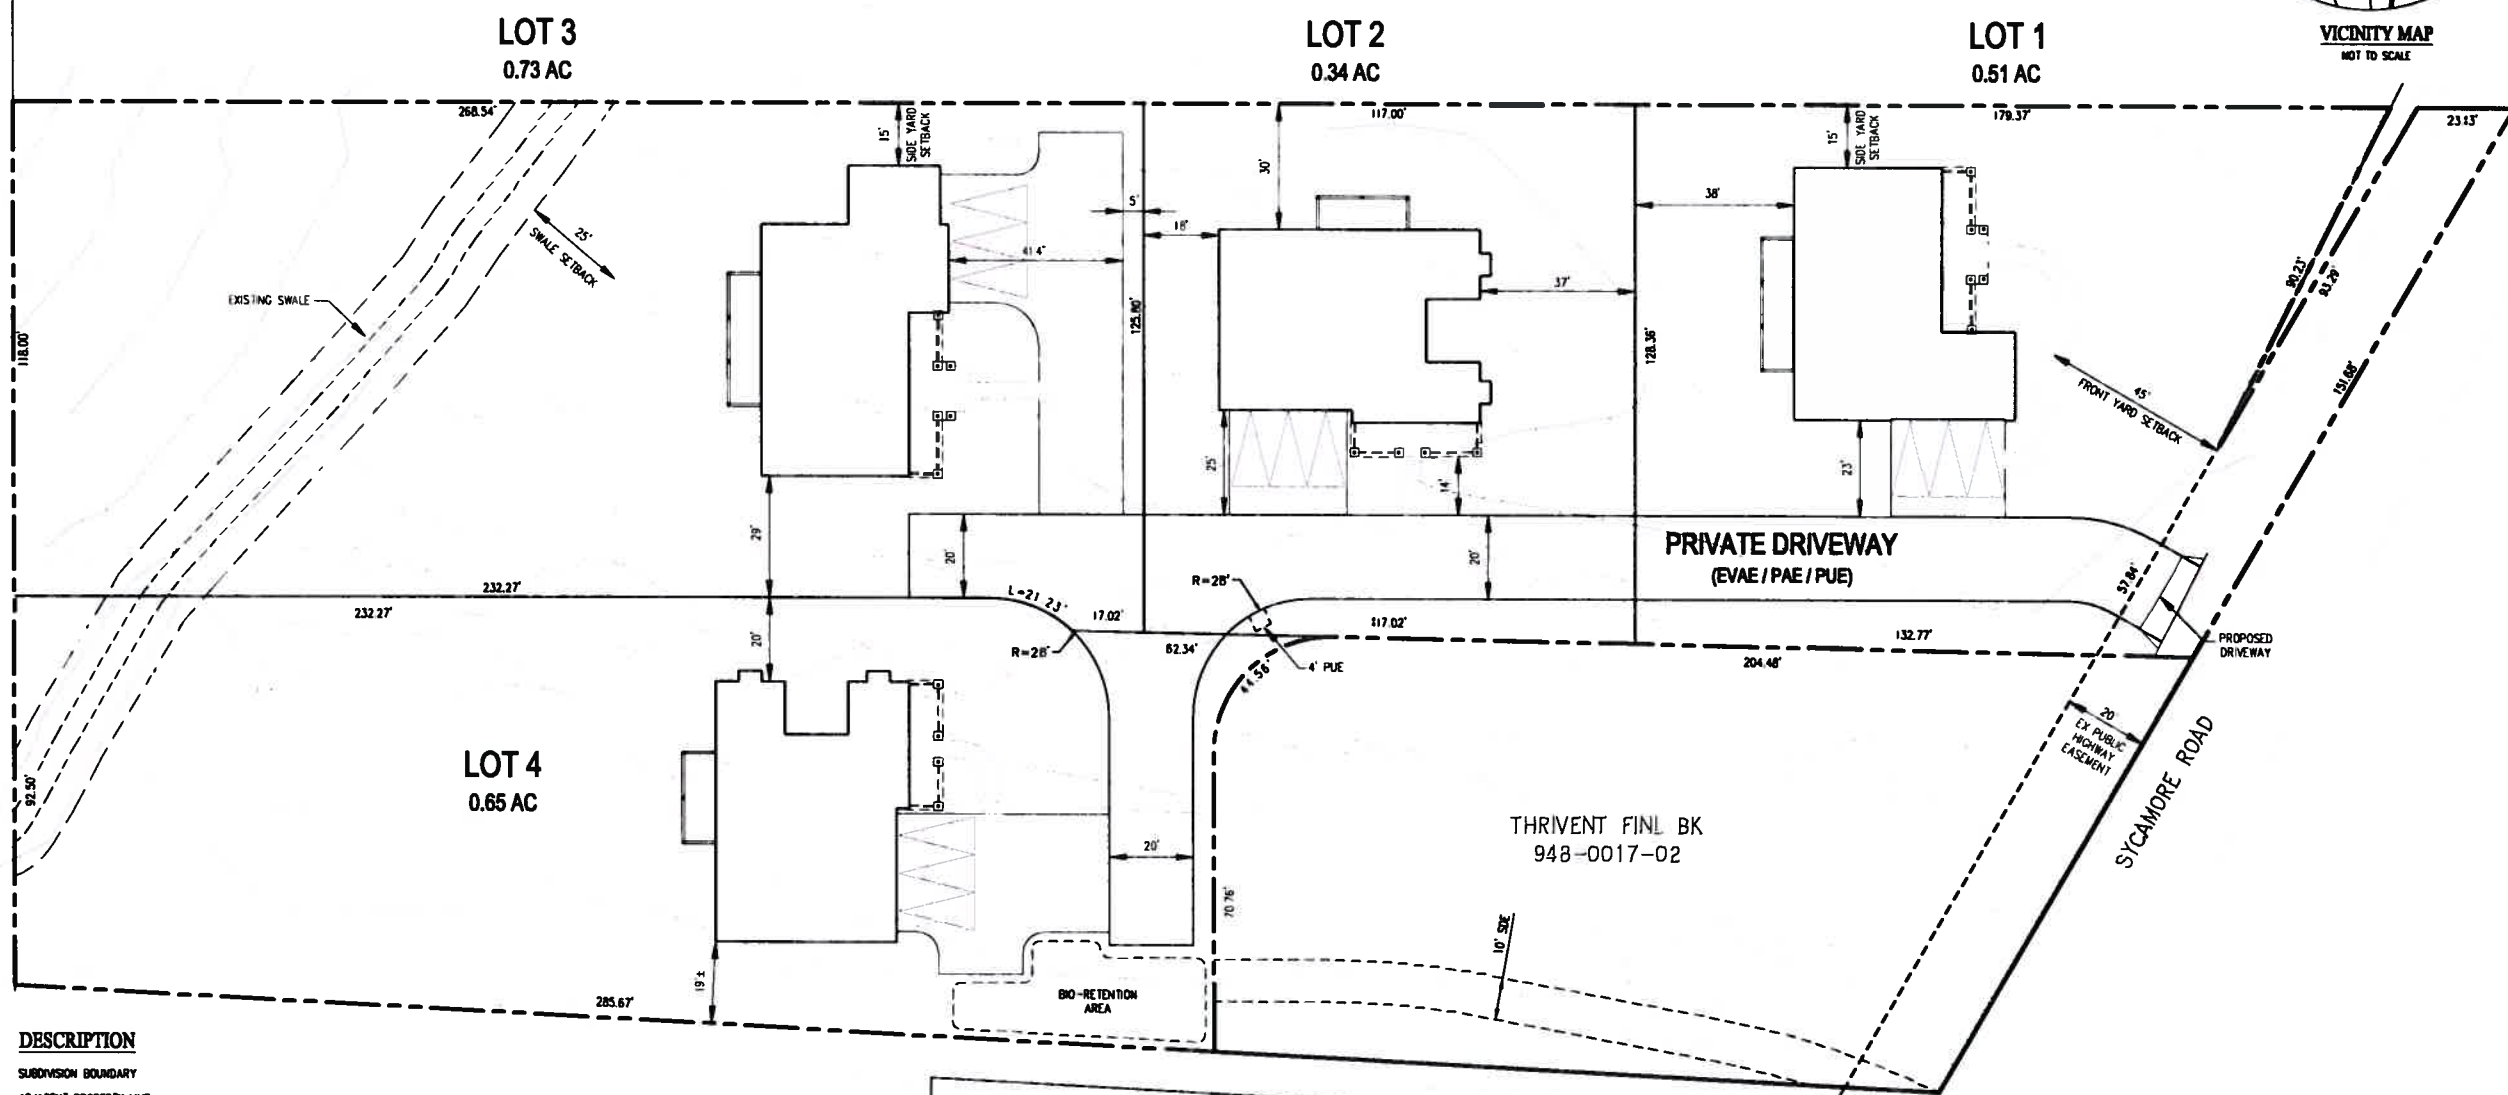 LOT 3
0.73 AC
LOT 2
0.34 AC
LOT 1
0.51 AC
VICINITY MAP
NOT TO SCALE
268.54'
117.00'
179.37'
23.13'
15'
SIDE YARD
SETBACK
30'
15'
SIDE YARD
SETBACK
25'
SWALE SETBACK
5'
18'
38'
41.4'
37'
EXISTING SWALE
118.00'
125.80'
128.36'
90.23'
93.29'
151.68'
45'
FRONT YARD SETBACK
25'
14'
23'
29'
20'
20'
PRIVATE DRIVEWAY
(EVAE / PAE / PUE)
R=28'
57.84'
232.27'
232.27'
L=21.23'
17.02'
117.02'
132.77'
PROPOSED
DRIVEWAY
20'
R=28'
62.34'
4' PUE
204.48'
44.56'
20'
EX PUBLIC
HIGHWAY
EASEMENT
SYCAMORE ROAD
LOT 4
0.65 AC
92.50'
THRIVENT FINL BK
948-0017-02
20'
70.76'
10' SDE
19'±
285.67'
BIO-RETENTION
AREA
DESCRIPTION
SUBDIVISION BOUNDARY